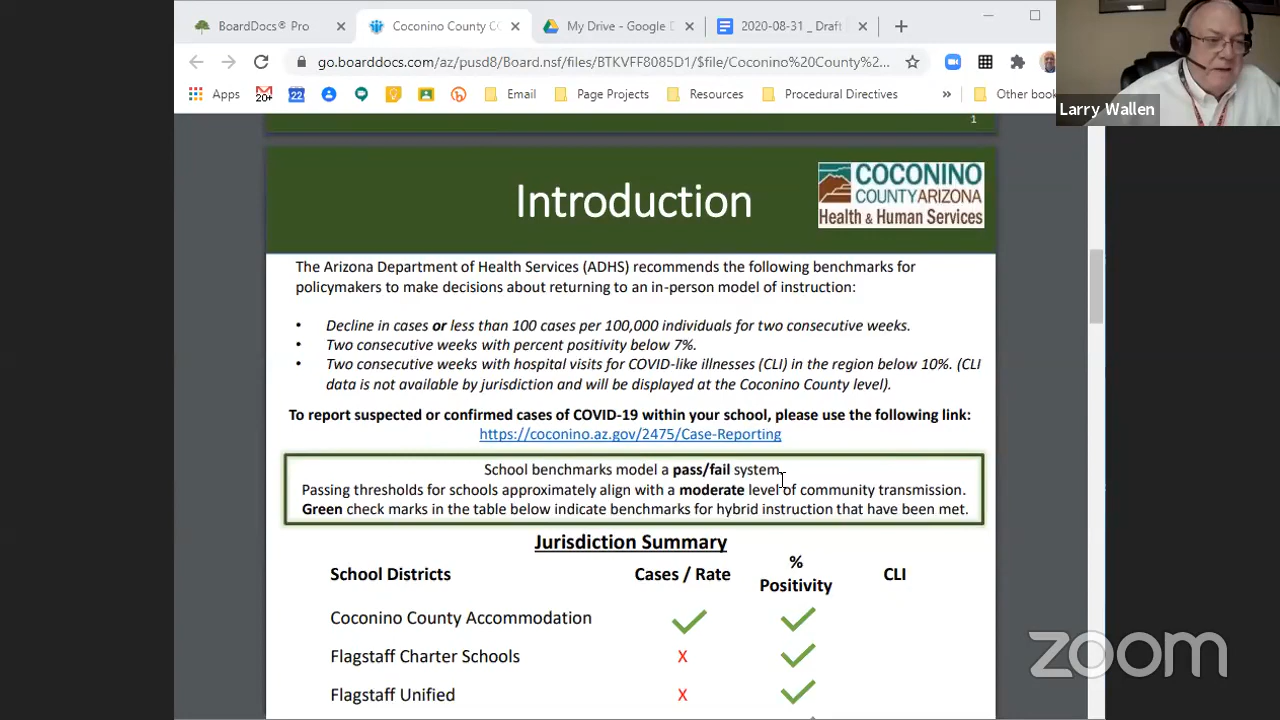 BoardDocs® Pro
Coconino County CC
My Drive - Google D
2020-08-31 _ Draft
go.boarddocs.com/az/pusd8/Board.nsf/files/BTKVFF8085D1/$file/Coconino%20County%2...
Apps
20+
22
Email
Page Projects
Resources
Procedural Directives
»
Other book
Larry Wallen
1
Introduction
COCONINO
COUNTY ARIZONA
Health & Human Services
The Arizona Department of Health Services (ADHS) recommends the following benchmarks for
policymakers to make decisions about returning to an in-person model of instruction:
• Decline in cases or less than 100 cases per 100,000 individuals for two consecutive weeks.
• Two consecutive weeks with percent positivity below 7%.
• Two consecutive weeks with hospital visits for COVID-like illnesses (CLI) in the region below 10%. (CLI
data is not available by jurisdiction and will be displayed at the Coconino County level).
To report suspected or confirmed cases of COVID-19 within your school, please use the following link:
https://coconino.az.gov/2475/Case-Reporting
School benchmarks model a pass/fail system.
Passing thresholds for schools approximately align with a moderate level of community transmission.
Green check marks in the table below indicate benchmarks for hybrid instruction that have been met.
Jurisdiction Summary
School Districts Cases / Rate % Positivity CLI
Coconino County Accommodation ✓ ✓
Flagstaff Charter Schools X ✓
Flagstaff Unified X ✓
zoom